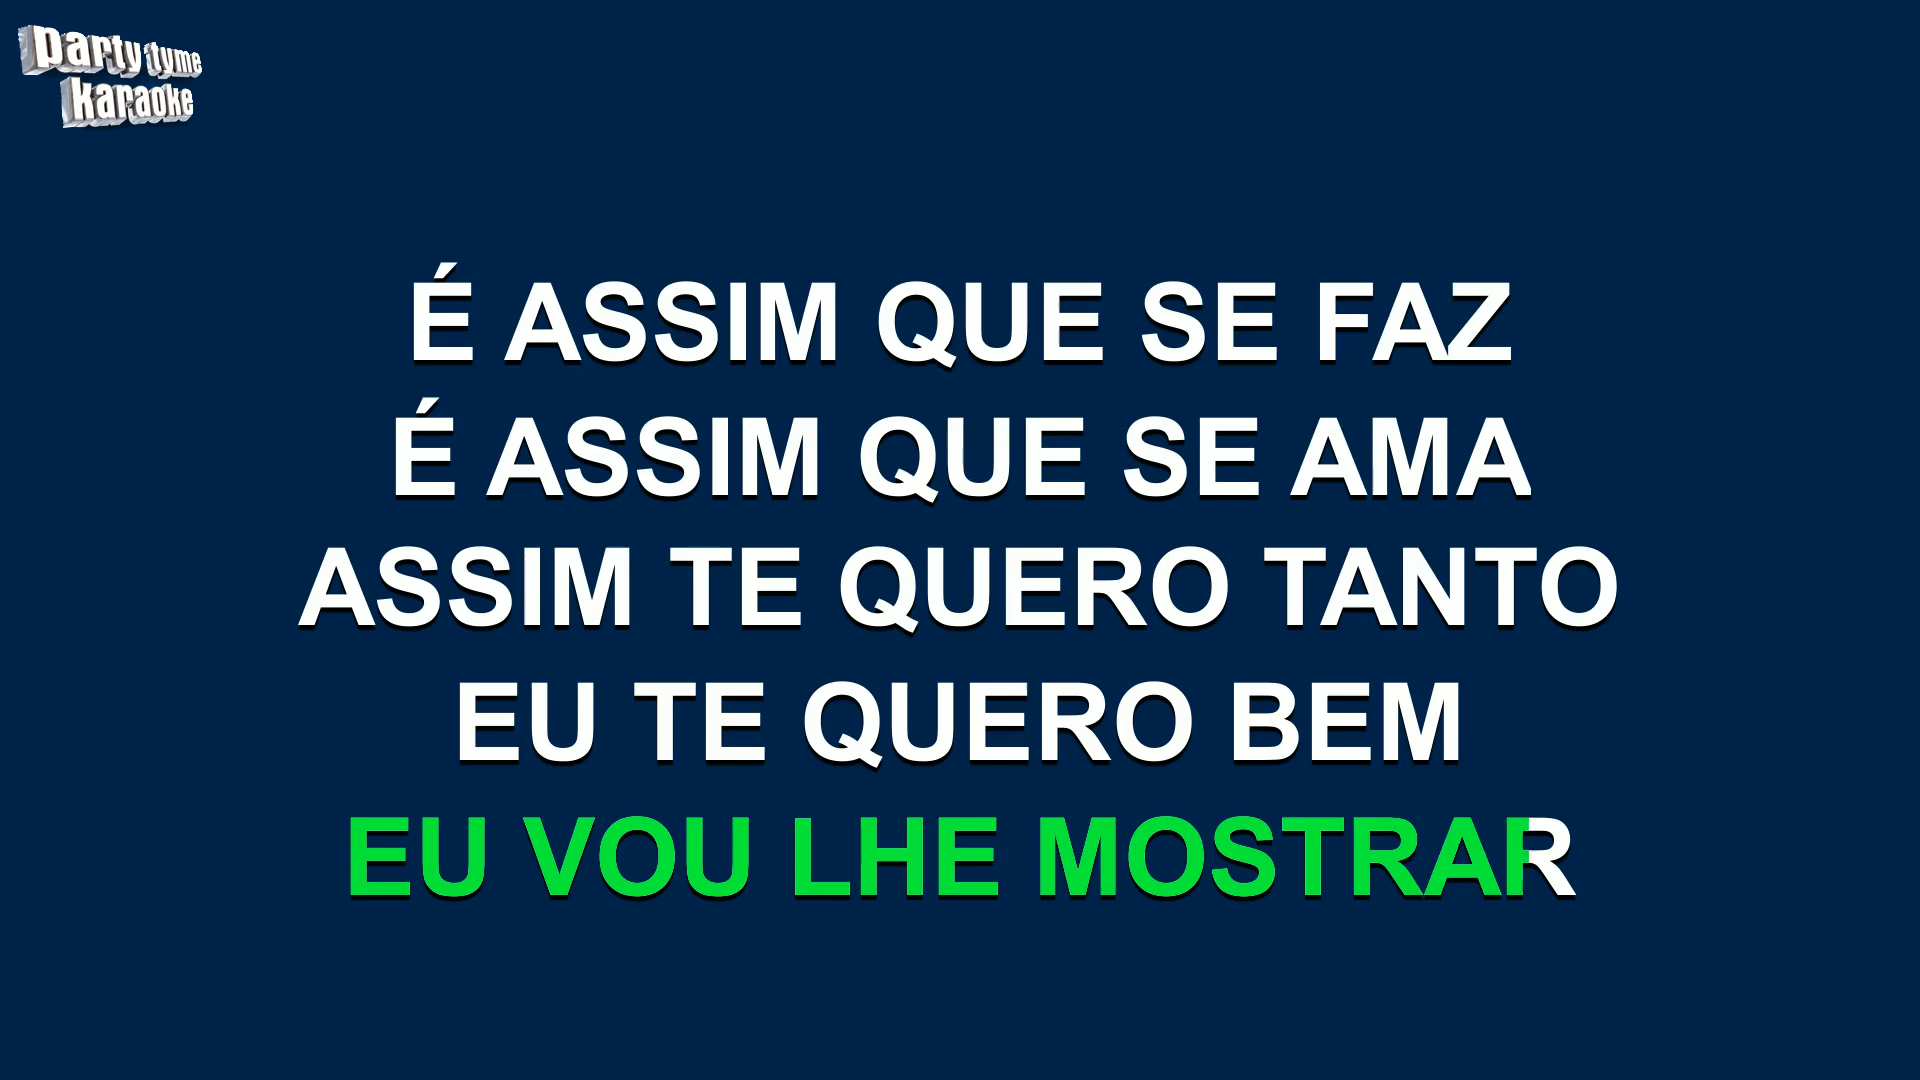 party tyme
karaoke
É ASSIM QUE SE FAZ
É ASSIM QUE SE AMA
ASSIM TE QUERO TANTO
EU TE QUERO BEM
EU VOU LHE MOSTRAR